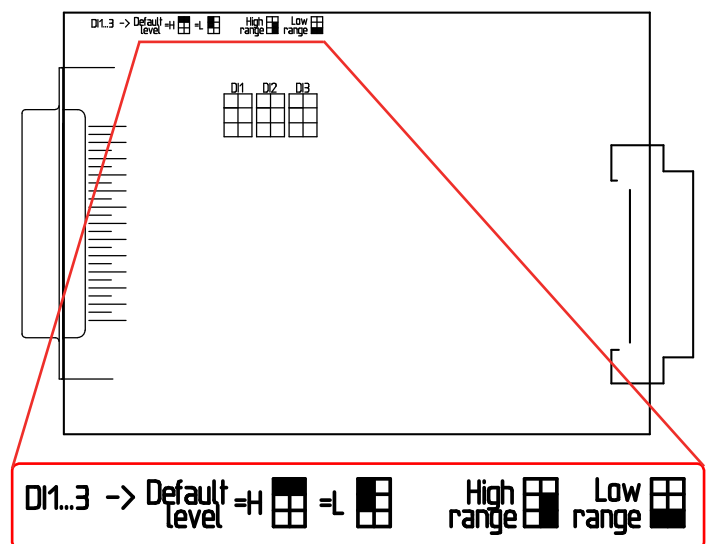 DI1...3 -> Default level =H =L High range Low range
DI1 DI2 DI3
DI1...3 -> Default level =H =L High range Low range